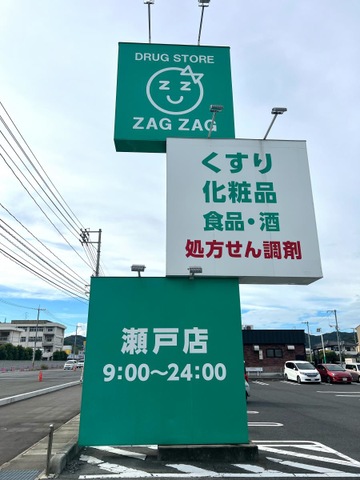 DRUG STORE
ZAG ZAG
くすり
化粧品
食品・酒
処方せん調剤
瀬戸店
9:00～24:00